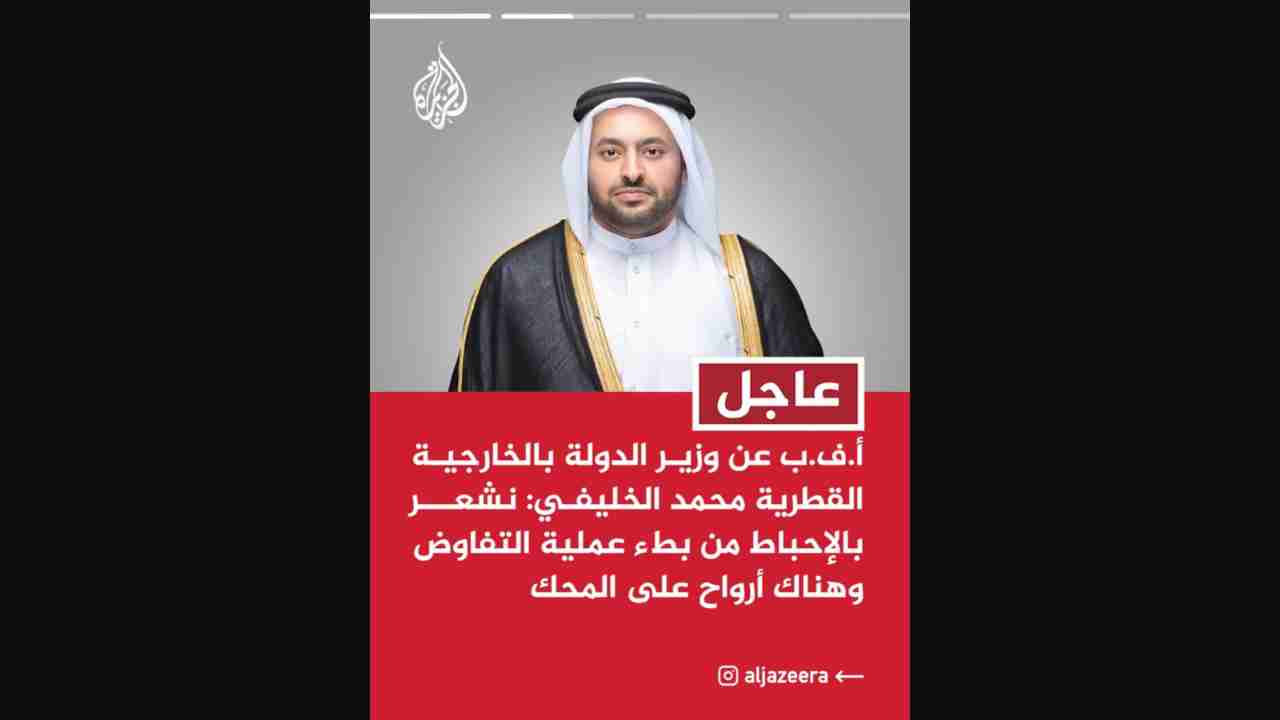 الجزيرة
عاجل
أ.ف.ب عن وزير الدولة بالخارجية
القطرية محمد الخليفي: نشعر
بالإحباط من بطء عملية التفاوض
وهناك أرواح على المحك
aljazeera